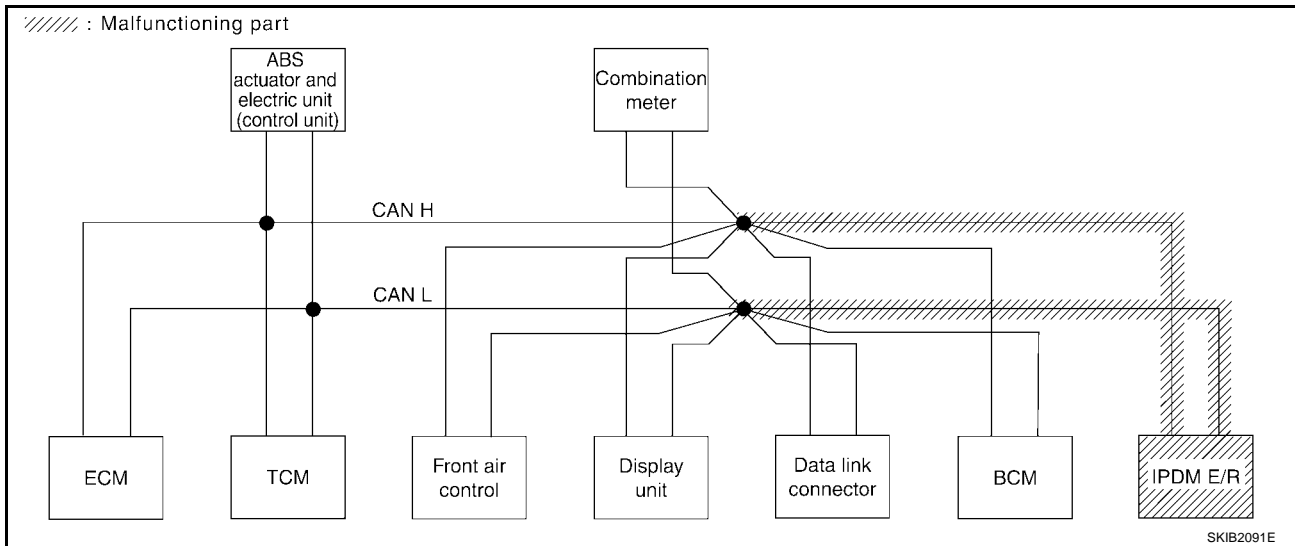 : Malfunctioning part
ABS
actuator and
electric unit
(control unit)
Combination
meter
CAN H
CAN L
ECM
TCM
Front air
control
Display
unit
Data link
connector
BCM
IPDM E/R
SKIB2091E